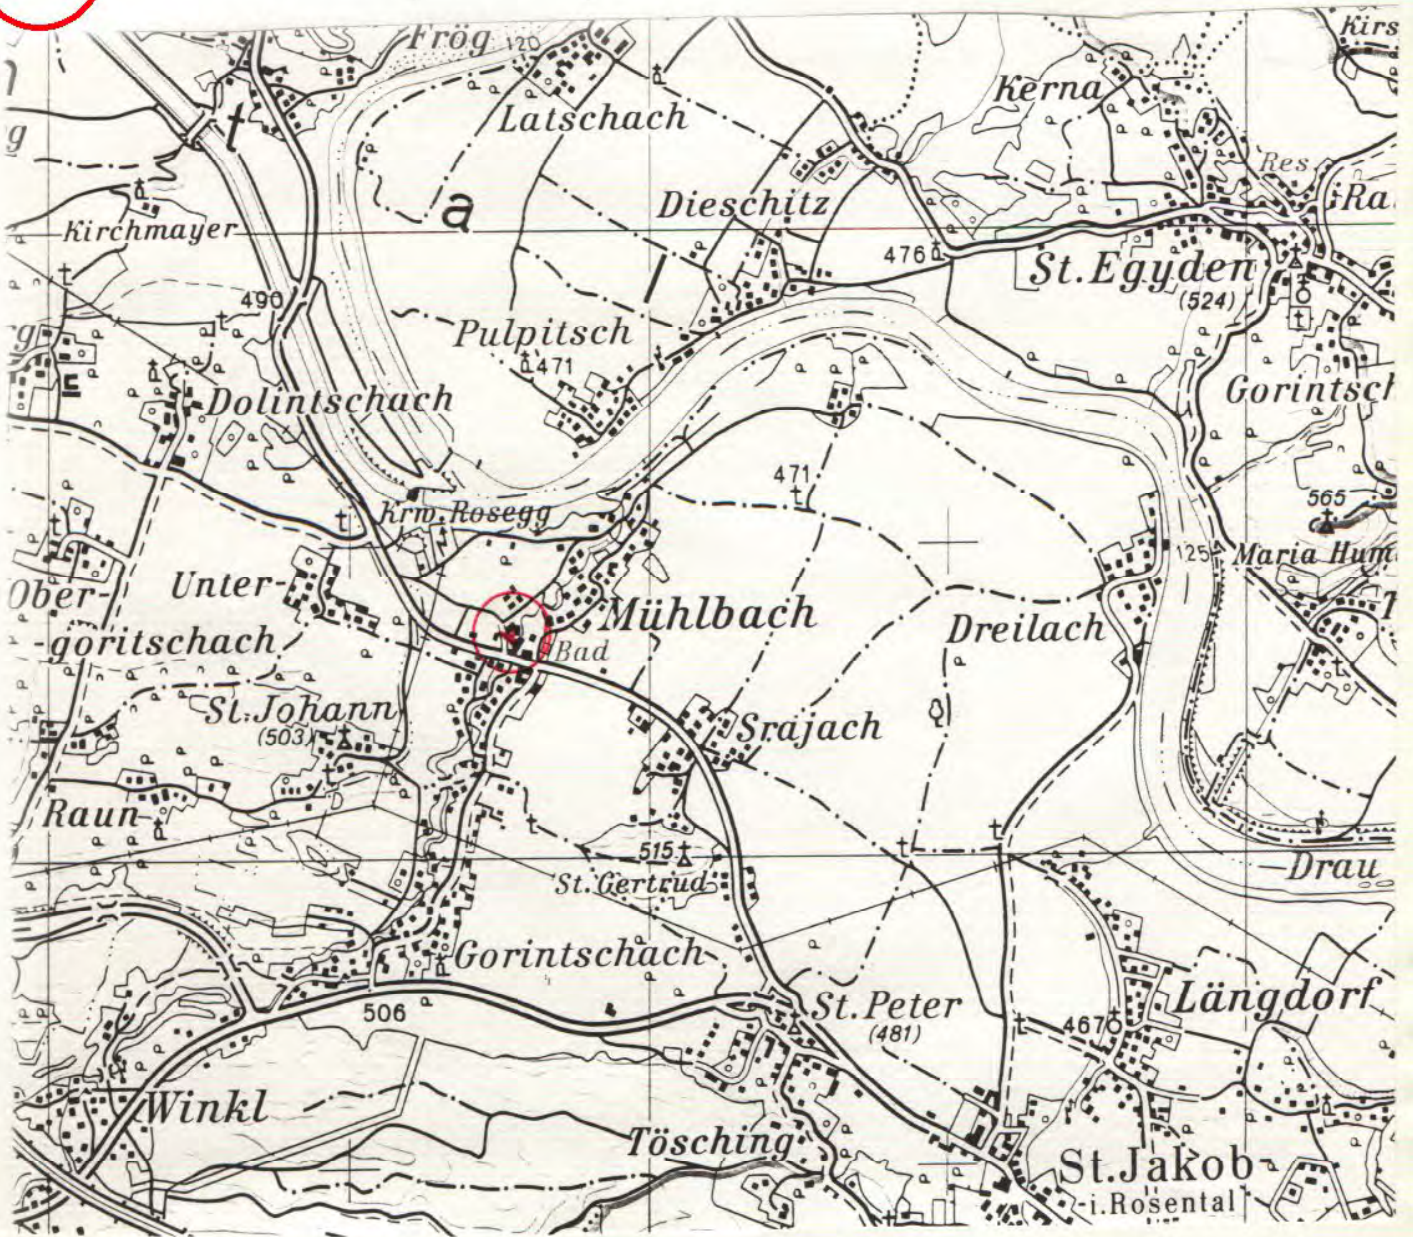 Frög
120
Latschach
Kerna
Kirs
t
a
l
Res
Kirchmayer
Dieschitz
Ra
476
St. Egyden
(524)
490
Pulpitsch
471
Dolintschach
Gorintsch
Krw. Rosegg
471
565
125
Maria Hum
Unter-
Ober-
-goritschach
Mühlbach
Bad
Dreilach
T
St. Johann
(503)
Srajach
Raun
515
St. Gertrud
Drau
Gorintschach
506
St. Peter
(481)
467
Längdorf
Winkl
Tösching
St. Jakob
i. Rosental